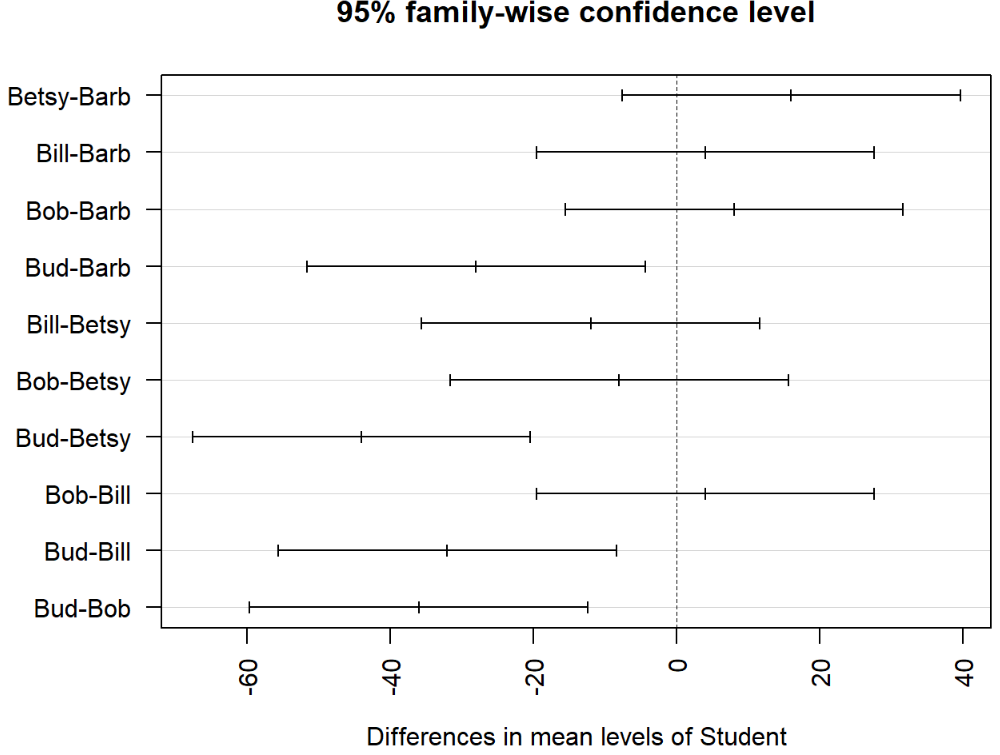 95% family-wise confidence level
Betsy-Barb
Bill-Barb
Bob-Barb
Bud-Barb
Bill-Betsy
Bob-Betsy
Bud-Betsy
Bob-Bill
Bud-Bill
Bud-Bob
-60 -40 -20 0 20 40
Differences in mean levels of Student